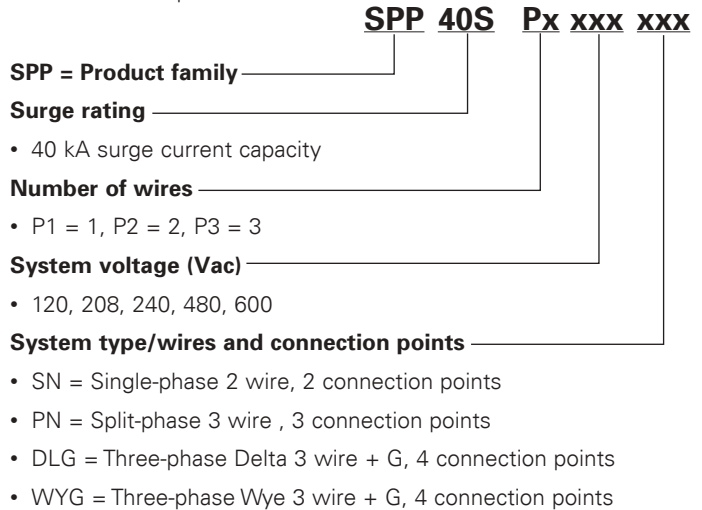 SPP 40S Px xxx xxx
SPP = Product family
Surge rating
• 40 kA surge current capacity
Number of wires
• P1 = 1, P2 = 2, P3 = 3
System voltage (Vac)
• 120, 208, 240, 480, 600
System type/wires and connection points
• SN = Single-phase 2 wire, 2 connection points
• PN = Split-phase 3 wire , 3 connection points
• DLG = Three-phase Delta 3 wire + G, 4 connection points
• WYG = Three-phase Wye 3 wire + G, 4 connection points